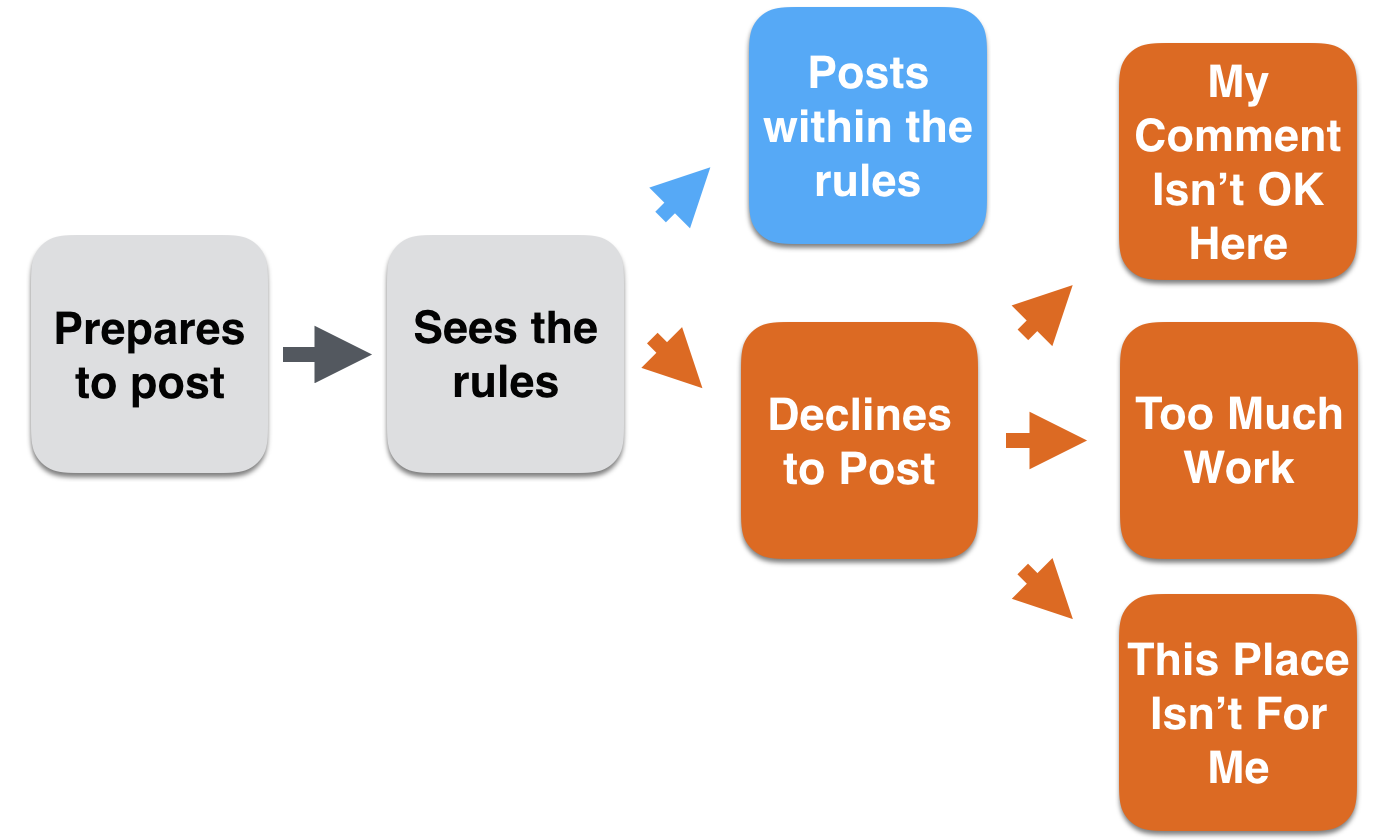 Prepares
to post
Sees the
rules
Posts
within the
rules
Declines
to Post
My
Comment
Isn’t OK
Here
Too Much
Work
This Place
Isn’t For
Me